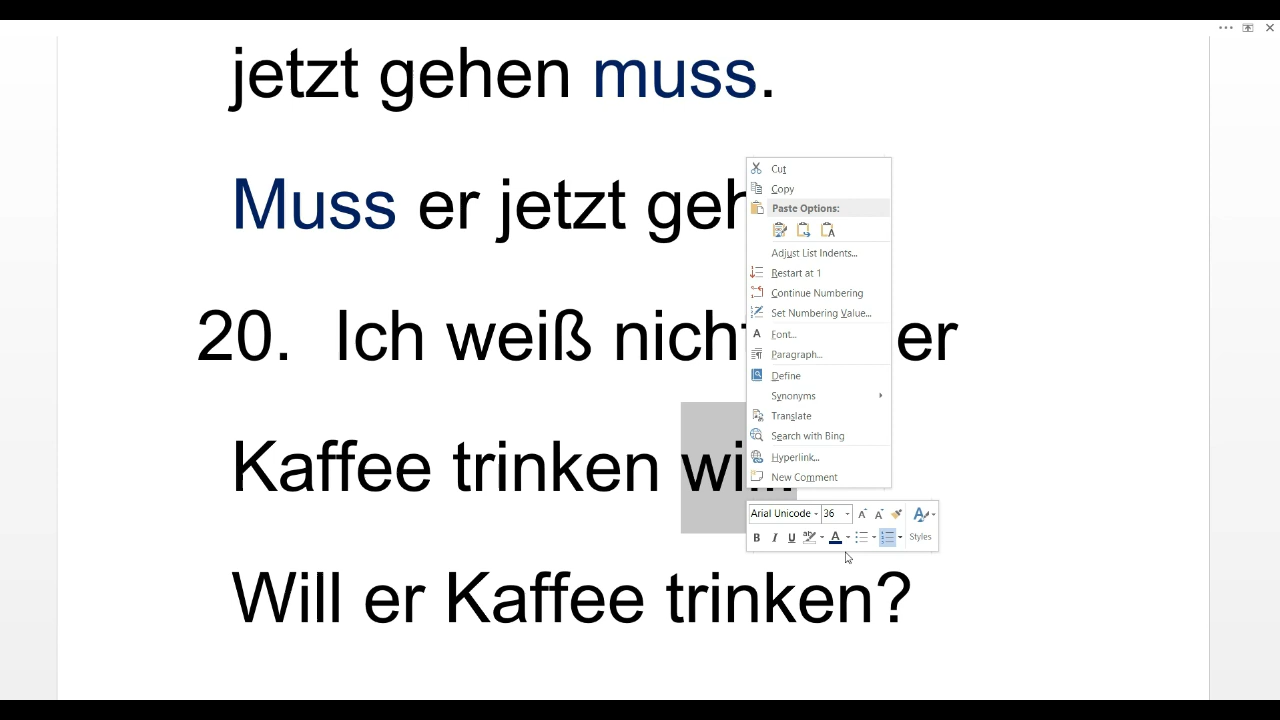 jetzt gehen muss.
Muss er jetzt geh
20. Ich weiß nicht er
Kaffee trinken
Will er Kaffee trinken?
Cut
Copy
Paste Options:
Adjust List Indents...
Restart at 1
Continue Numbering
Set Numbering Value...
Font...
Paragraph...
Define
Synonyms
Translate
Search with Bing
Hyperlink...
New Comment
Arial Unicode 36
B I U Styles